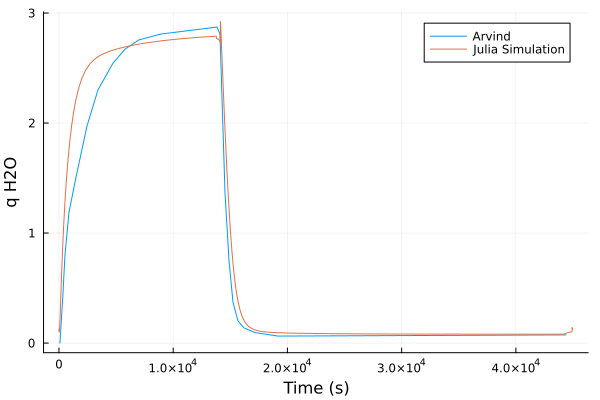 3
Arvind
Julia Simulation
2
q H2O
1
0
0 1.0×10⁴ 2.0×10⁴ 3.0×10⁴ 4.0×10⁴
Time (s)